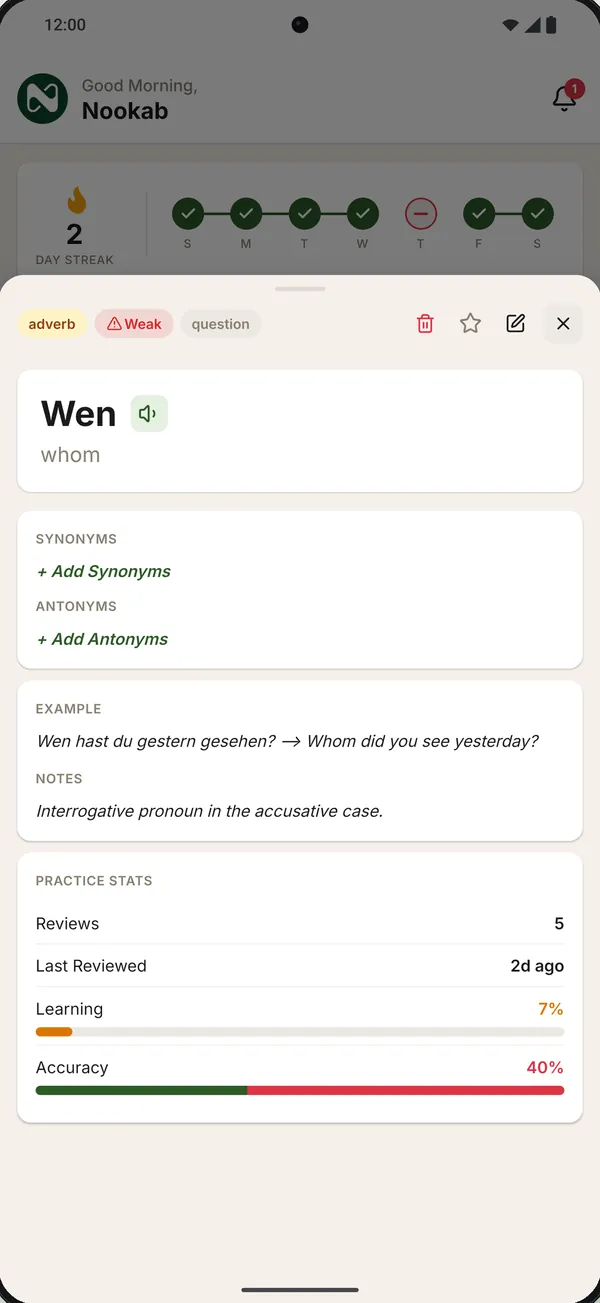 12:00
Good Morning,
Nookab
1
2
DAY STREAK
S M T W T F S
adverb Weak question
Wen
whom
SYNONYMS
+ Add Synonyms
ANTONYMS
+ Add Antonyms
EXAMPLE
Wen hast du gestern gesehen? → Whom did you see yesterday?
NOTES
Interrogative pronoun in the accusative case.
PRACTICE STATS
Reviews 5
Last Reviewed 2d ago
Learning 7%
Accuracy 40%